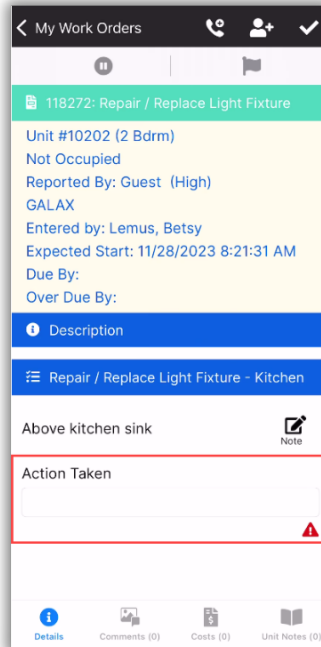 My Work Orders
118272: Repair / Replace Light Fixture
Unit #10202 (2 Bdrm)
Not Occupied
Reported By: Guest (High)
GALAX
Entered by: Lemus, Betsy
Expected Start: 11/28/2023 8:21:31 AM
Due By:
Over Due By:
Description
Repair / Replace Light Fixture - Kitchen
Above kitchen sink
Note
Action Taken
Details Comments (0) Costs (0) Unit Notes (0)